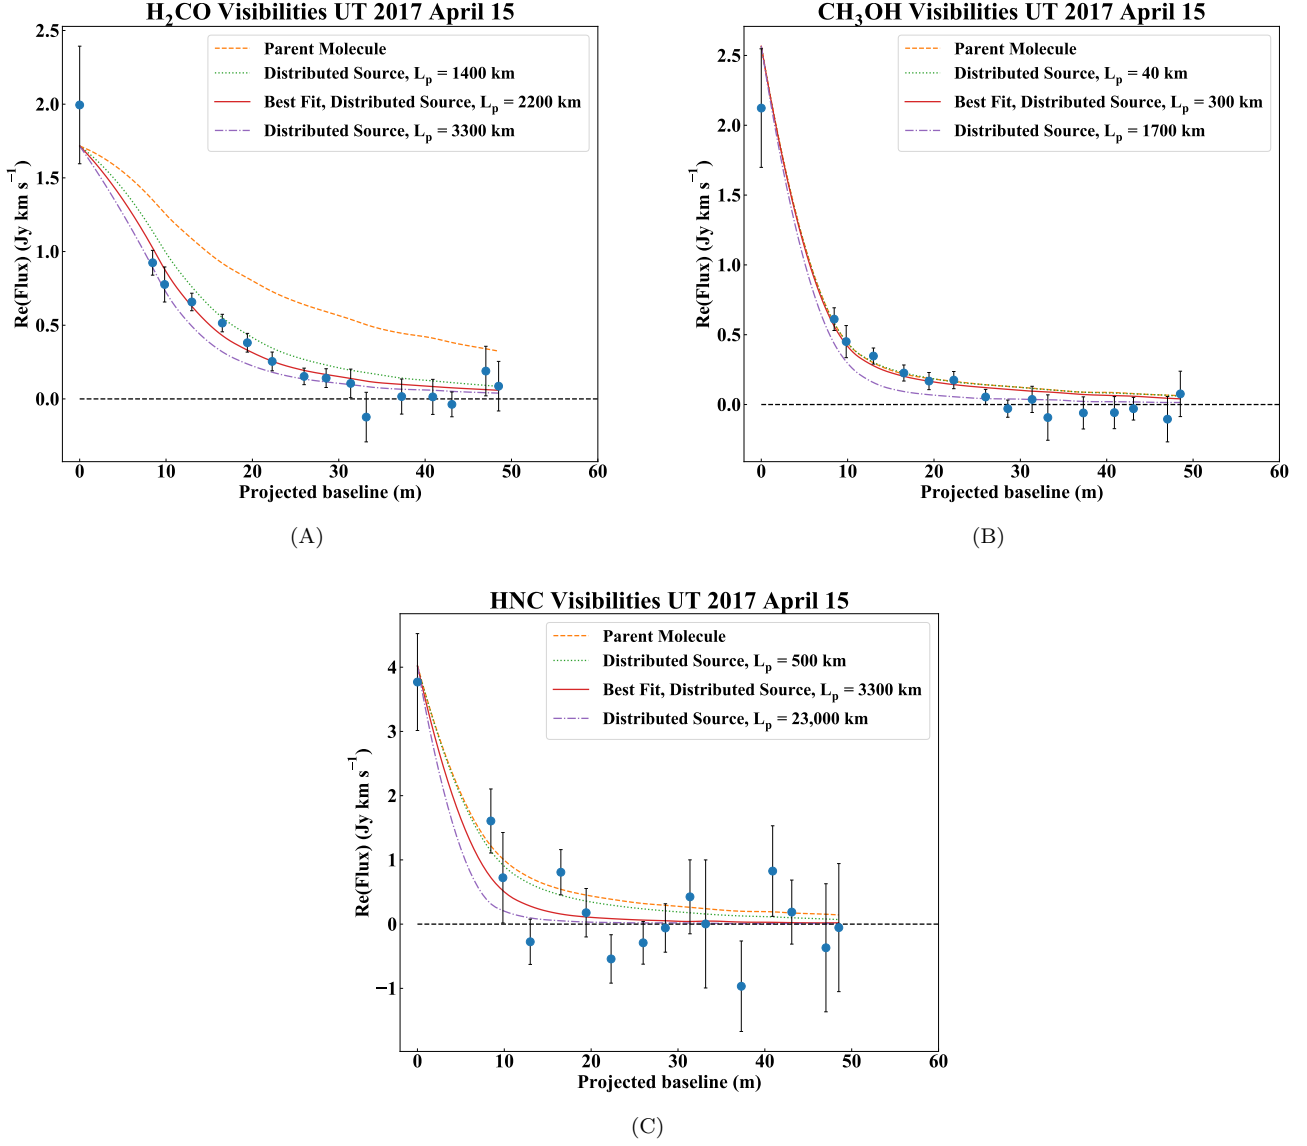 H₂CO Visibilities UT 2017 April 15
Parent Molecule
Distributed Source, Lₚ = 1400 km
Best Fit, Distributed Source, Lₚ = 2200 km
Distributed Source, Lₚ = 3300 km
Re(Flux) (Jy km s⁻¹)
2.5
2.0
1.5
1.0
0.5
0.0
0 10 20 30 40 50 60
Projected baseline (m)
(A)
CH₃OH Visibilities UT 2017 April 15
Parent Molecule
Distributed Source, Lₚ = 40 km
Best Fit, Distributed Source, Lₚ = 300 km
Distributed Source, Lₚ = 1700 km
Re(Flux) (Jy km s⁻¹)
2.5
2.0
1.5
1.0
0.5
0.0
0 10 20 30 40 50 60
Projected baseline (m)
(B)
HNC Visibilities UT 2017 April 15
Parent Molecule
Distributed Source, Lₚ = 500 km
Best Fit, Distributed Source, Lₚ = 3300 km
Distributed Source, Lₚ = 23,000 km
Re(Flux) (Jy km s⁻¹)
4
3
2
1
0
−1
0 10 20 30 40 50 60
Projected baseline (m)
(C)